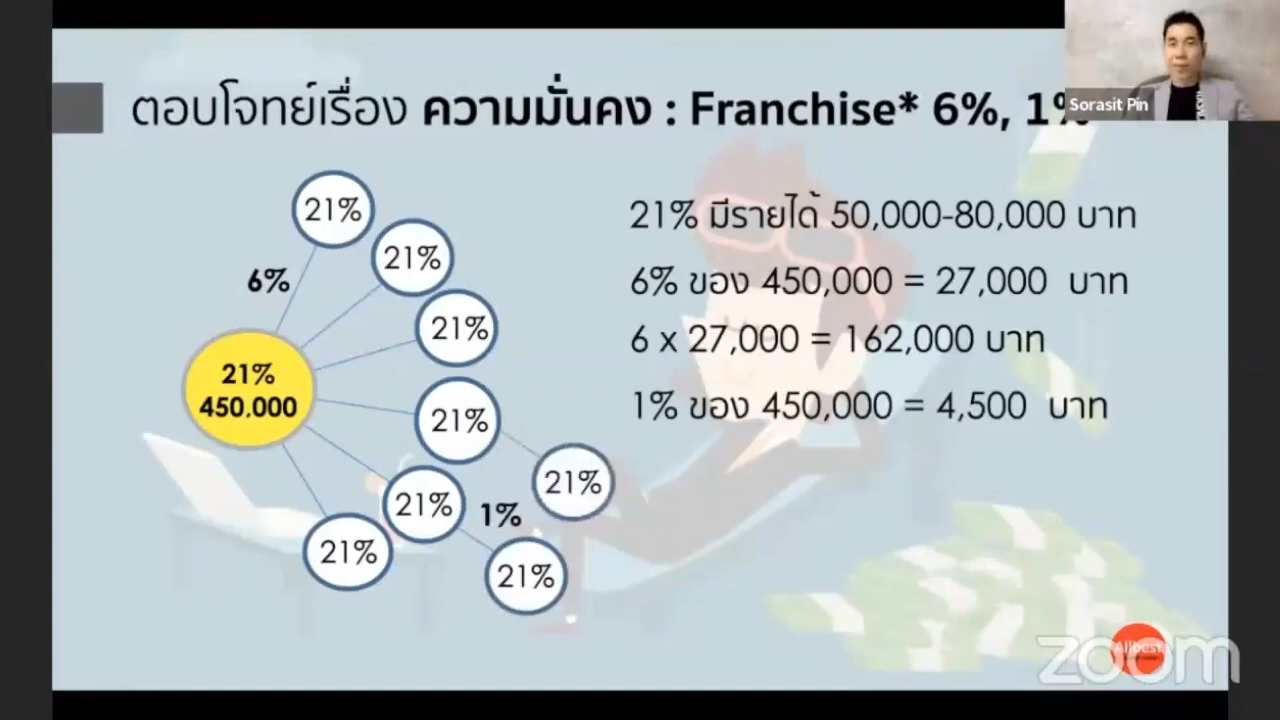 ตอบโจทย์เรื่อง ความมั่นคง : Franchise* 6%, 1%
Sorasit Pin
21%
21%
6%
21%
21%
450.000
21%
21%
21%
1%
21%
21%
21% มีรายได้ 50,000-80,000 บาท
6% ของ 450,000 = 27,000 บาท
6 x 27,000 = 162,000 บาท
1% ของ 450,000 = 4,500 บาท
Allbest
zoom